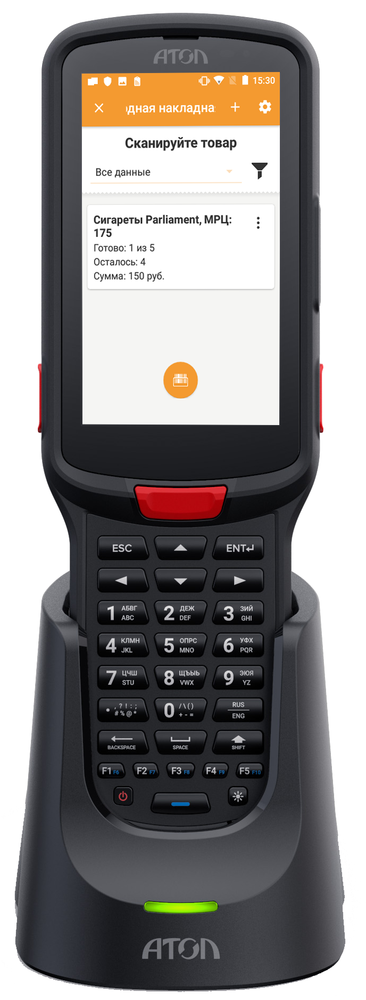 АТОЛ
15:30
одная накладна
Сканируйте товар
Все данные
Сигареты Parliament, МРЦ:
175
Готово: 1 из 5
Осталось: 4
Сумма: 150 руб.
ESC ENT
1 АБВГ ABC 2 ДЕЖ DEF 3 ЗИЙ GHI
4 КЛМН JKL 5 ОПРС MNO 6 УФХ PQR
7 ЦЧШ STU 8 ЩЪЫЬ VWX 9 ЭЮЯ YZ
. ,?!:; #%@* 0 /\() +-= RUS ENG
BACKSPACE SPACE SHIFT
F1 F6 F2 F7 F3 F8 F4 F9 F5 F10
АТОЛ